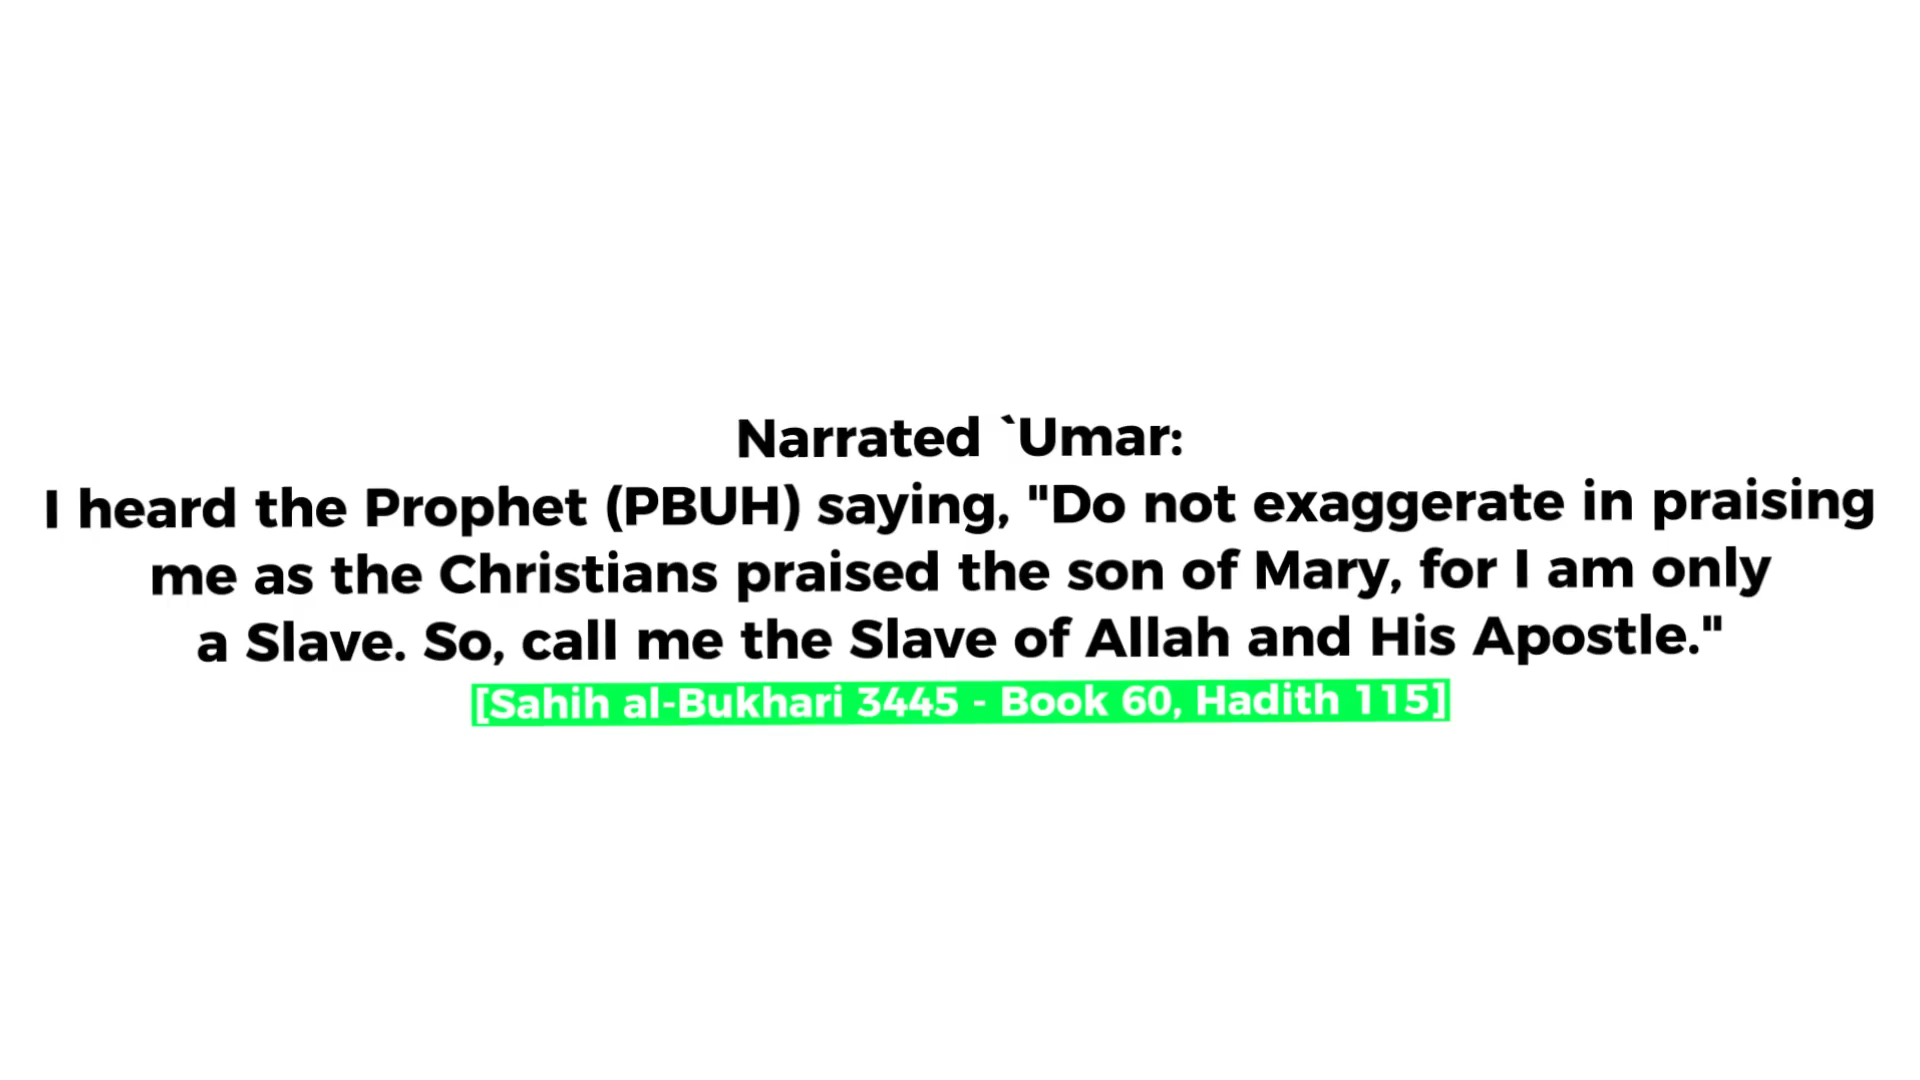 Narrated `Umar:
I heard the Prophet (PBUH) saying, "Do not exaggerate in praising
me as the Christians praised the son of Mary, for I am only
a Slave. So, call me the Slave of Allah and His Apostle."
[Sahih al-Bukhari 3445 - Book 60, Hadith 115]